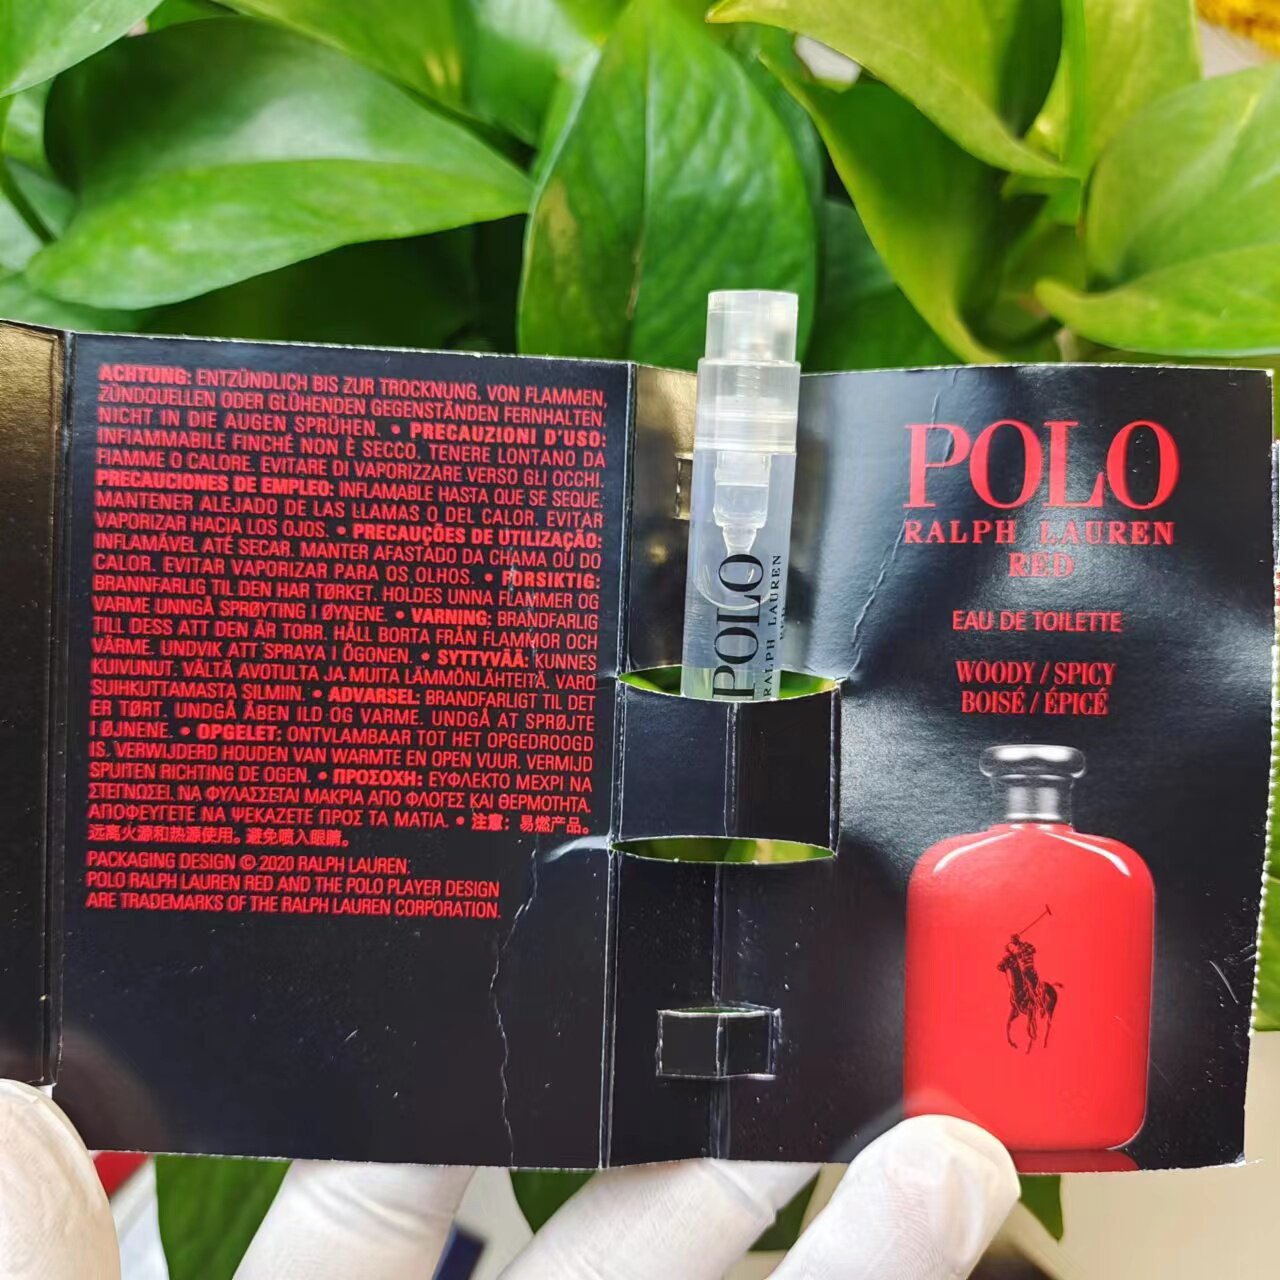 ACHTUNG: ENTZÜNDLICH BIS ZUR TROCKNUNG. VON FLAMMEN,
ZÜNDQUELLEN ODER GLÜHENDEN GEGENSTÄNDEN FERNHALTEN.
NICHT IN DIE AUGEN SPRÜHEN. • PRECAUZIONI D'USO:
INFIAMMABILE FINCHÉ NON È SECCO. TENERE LONTANO DA
FIAMME O CALORE. EVITARE DI VAPORIZZARE VERSO GLI OCCHI.
PRECAUCIONES DE EMPLEO: INFLAMABLE HASTA QUE SE SEQUE.
MANTENER ALEJADO DE LAS LLAMAS O DEL CALOR. EVITAR
VAPORIZAR HACIA LOS OJOS. • PRECAUÇÕES DE UTILIZAÇÃO:
INFLAMÁVEL ATÉ SECAR. MANTER AFASTADO DA CHAMA OU DO
CALOR. EVITAR VAPORIZAR PARA OS OLHOS. • FORSIKTIG:
BRANNFARLIG TIL DEN HAR TØRKET. HOLDES UNNA FLAMMER OG
VARME UNNGÅ SPRØYTING I ØYNENE. • VARNING: BRANDFARLIG
TILL DESS ATT DEN ÄR TORR. HÅLL BORTA FRÅN FLAMMOR OCH
VÄRME. UNDVIK ATT SPRAYA I ÖGONEN. • SYTTYVÄÄ: KUNNES
KUIVUNUT. VÄLTÄ AVOTULTA JA MUITA LÄMMÖNLÄHTEITÄ. VARO
SUIHKUTTAMASTA SILMIIN. • ADVARSEL: BRANDFARLIGT TIL DET
ER TØRT. UNDGÅ ÅBEN ILD OG VARME. UNDGÅ AT SPRØJTE
I ØJNENE. • OPGELET: ONTVLAMBAAR TOT HET OPGEDROOGD
IS. VERWIJDERD HOUDEN VAN WARMTE EN OPEN VUUR. VERMIJD
SPUITEN RICHTING DE OGEN. • ΠΡΟΣΟΧΗ: ΕΥΦΛΕΚΤΟ ΜΕΧΡΙ ΝΑ
ΣΤΕΓΝΩΣΕΙ. ΝΑ ΦΥΛΑΣΣΕΤΑΙ ΜΑΚΡΙΑ ΑΠΟ ΦΛΟΓΕΣ ΚΑΙ ΘΕΡΜΟΤΗΤΑ.
ΑΠΟΦΕΥΓΕΤΕ ΝΑ ΨΕΚΑΖΕΤΕ ΠΡΟΣ ΤΑ ΜΑΤΙΑ. • 注意：易燃产品。
远离火源和热源使用。避免喷入眼睛。
PACKAGING DESIGN © 2020 RALPH LAUREN.
POLO RALPH LAUREN RED AND THE POLO PLAYER DESIGN
ARE TRADEMARKS OF THE RALPH LAUREN CORPORATION.
POLO
RALPH LAUREN
POLO
RALPH LAUREN
RED
EAU DE TOILETTE
WOODY / SPICY
BOISÉ / ÉPICÉ